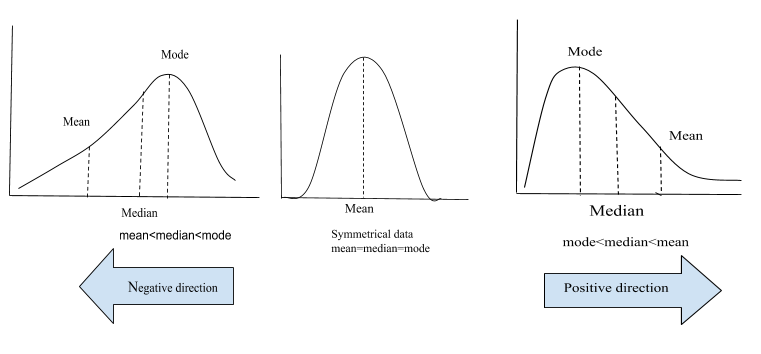 Mode
Mean
Median
mean<median<mode
Negative direction
Mean
Symmetrical data
mean=median=mode
Mode
Mean
Median
mode<median<mean
Positive direction